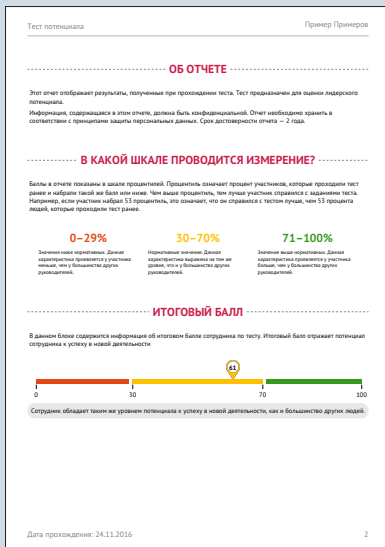 Тест потенциала
Пример Примеров
ОБ ОТЧЕТЕ
Этот отчет отображает результаты, полученные при прохождении теста. Тест предназначен для оценки лидерского
потенциала.
Информация, содержащаяся в этом отчете, должна быть конфиденциальной. Отчет необходимо хранить в
соответствии с принципами защиты персональных данных. Срок достоверности отчета — 2 года.
В КАКОЙ ШКАЛЕ ПРОВОДИТСЯ ИЗМЕРЕНИЕ?
Баллы в отчете показаны в шкале процентилей. Процентиль означает процент участников, которые проходили тест
ранее и набрали такой же балл или ниже. Чем выше процентиль, тем лучше участник справился с заданиями теста.
Например, если участник набрал 53 процентиль, это означает, что он справился с тестом лучше, чем 53 процента
людей, которые проходили тест ранее.
0–29%
30–70%
71–100%
Значения ниже нормативных. Данная
характеристика проявляется у участника
меньше, чем у большинства других
руководителей.
Нормативные значения. Данная
характеристика выражена на том же
уровне, что и у большинства других
руководителей.
Значения выше нормативных. Данная
характеристика проявляется у участника
больше, чем у большинства других
руководителей.
ИТОГОВЫЙ БАЛЛ
В данном блоке содержится информация об итоговом балле сотрудника по тесту. Итоговый балл отражает потенциал
сотрудника к успеху в новой деятельности
61
0
30
70
100
Сотрудник обладает таким же уровнем потенциала к успеху в новой деятельности, как и большинство других людей.
Дата прохождения: 24.11.2016
2